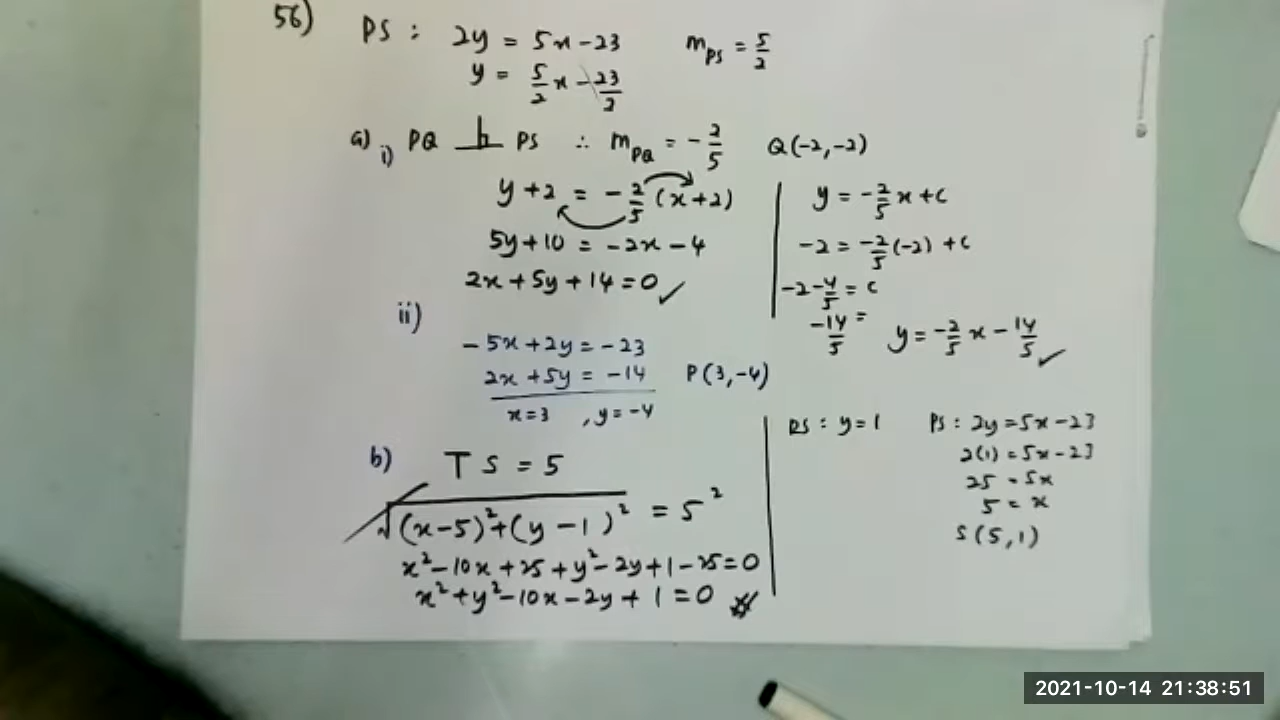 56) PS : 2y = 5x - 23 m_PS = 5/2
y = 5/2 x - 23/2
a) i) PQ ⊥ PS ∴ m_PQ = -2/5 Q(-2,-2)
y + 2 = -2/5 (x+2)
5y + 10 = -2x - 4
2x + 5y + 14 = 0 ✓
y = -2/5 x + c
-2 = -2/5 (-2) + c
-2 - 4/5 = c
-14/5 =
y = -2/5 x - 14/5 ✓
ii)
- 5x + 2y = -23
2x + 5y = -14 P(3,-4)
x = 3 , y = -4
b) TS = 5
√(x-5)² + (y-1)² = 5²
x² - 10x + 25 + y² - 2y + 1 - 25 = 0
x² + y² - 10x - 2y + 1 = 0
RS : y = 1 PS : 2y = 5x - 23
2(1) = 5x - 23
25 = 5x
5 = x
S(5,1)
2021-10-14 21:38:51